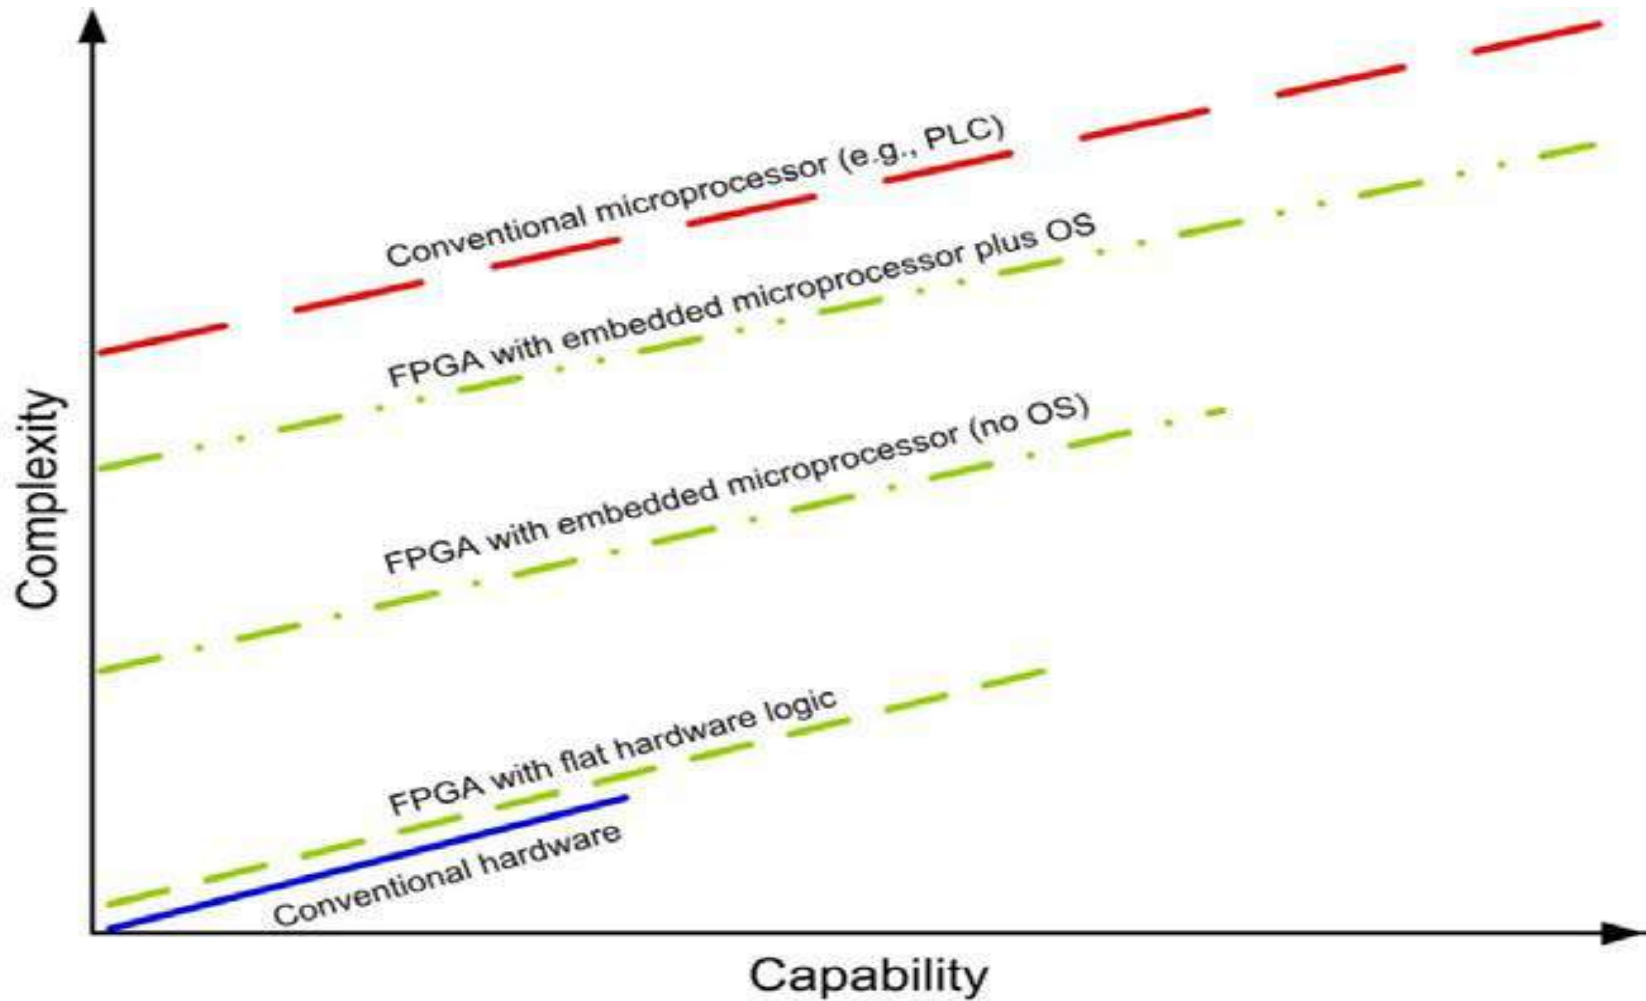 Conventional microprocessor (e.g., PLC)
FPGA with embedded microprocessor plus OS
FPGA with embedded microprocessor (no OS)
FPGA with flat hardware logic
Conventional hardware
Complexity
Capability